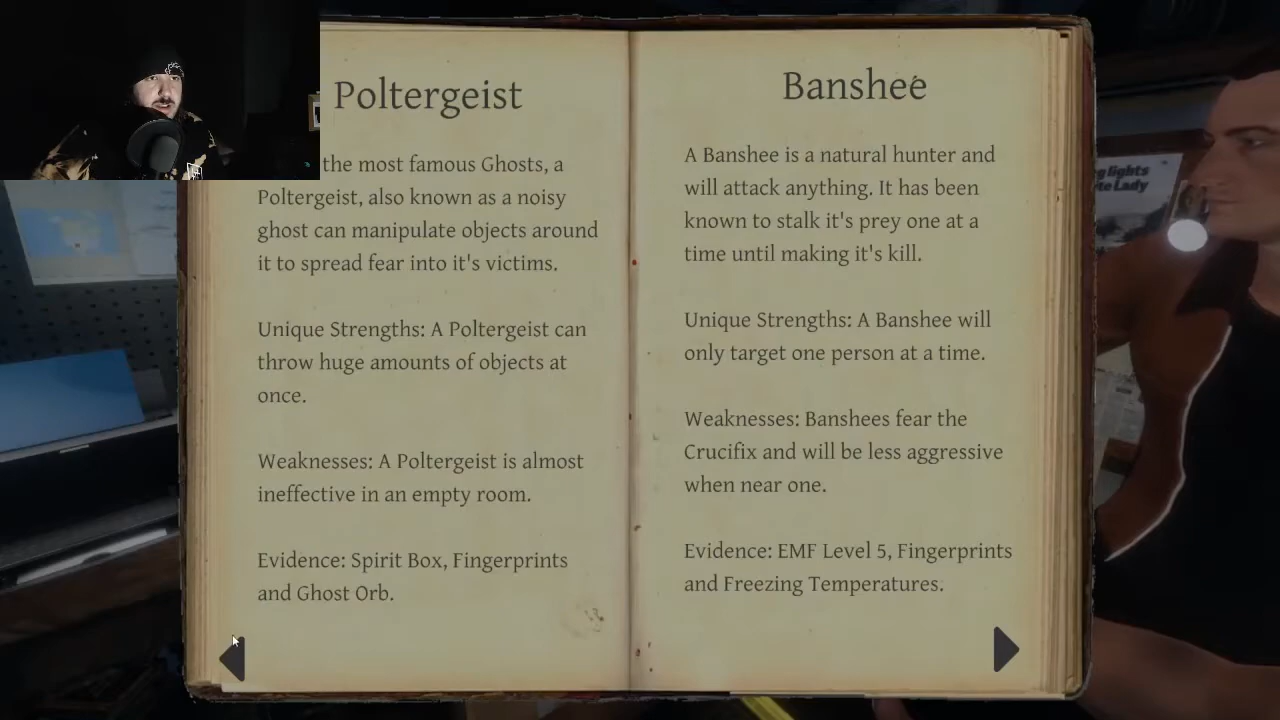 Poltergeist
the most famous Ghosts, a
Poltergeist, also known as a noisy
ghost can manipulate objects around
it to spread fear into it's victims.
Unique Strengths: A Poltergeist can
throw huge amounts of objects at
once.
Weaknesses: A Poltergeist is almost
ineffective in an empty room.
Evidence: Spirit Box, Fingerprints
and Ghost Orb.
Banshee
A Banshee is a natural hunter and
will attack anything. It has been
known to stalk it's prey one at a
time until making it's kill.
Unique Strengths: A Banshee will
only target one person at a time.
Weaknesses: Banshees fear the
Crucifix and will be less aggressive
when near one.
Evidence: EMF Level 5, Fingerprints
and Freezing Temperatures.
lights
Lady